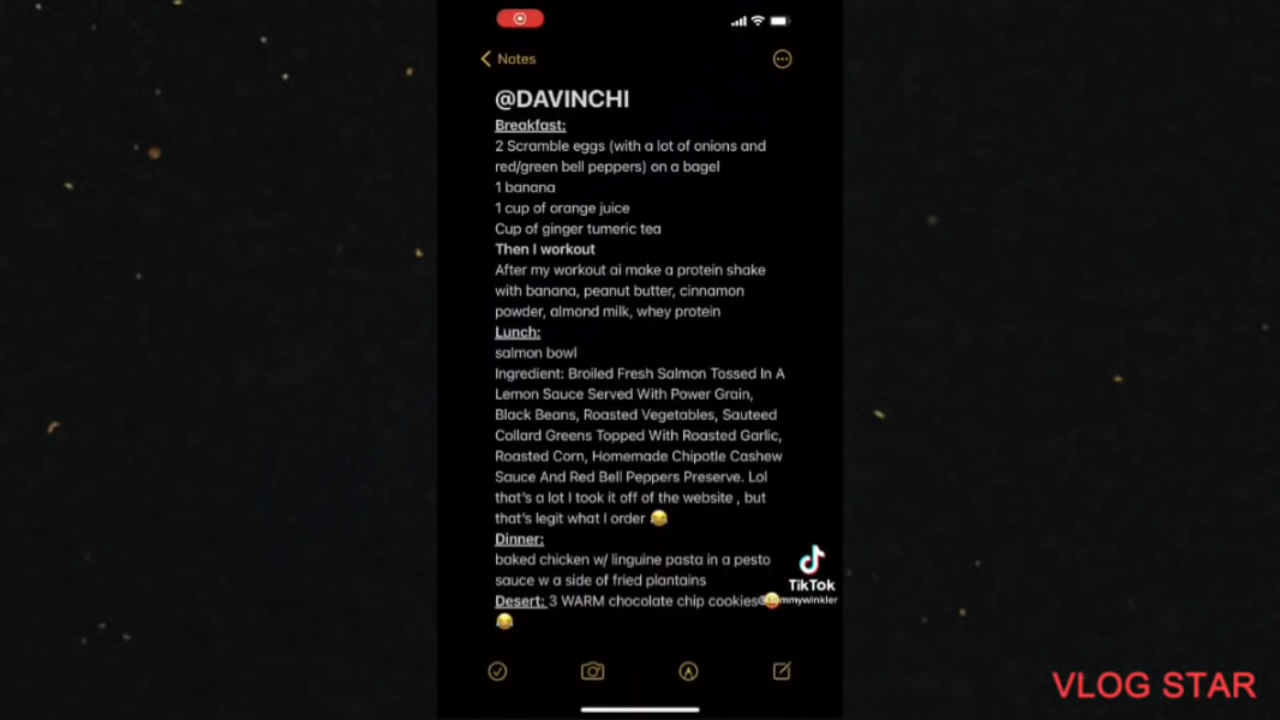 Notes
@DAVINCHI
Breakfast:
2 Scramble eggs (with a lot of onions and
red/green bell peppers) on a bagel
1 banana
1 cup of orange juice
Cup of ginger tumeric tea
Then I workout
After my workout ai make a protein shake
with banana, peanut butter, cinnamon
powder, almond milk, whey protein
Lunch:
salmon bowl
Ingredient: Broiled Fresh Salmon Tossed In A
Lemon Sauce Served With Power Grain,
Black Beans, Roasted Vegetables, Sauteed
Collard Greens Topped With Roasted Garlic,
Roasted Corn, Homemade Chipotle Cashew
Sauce And Red Bell Peppers Preserve. Lol
that's a lot I took it off of the website , but
that's legit what I order 😂
Dinner:
baked chicken w/ linguine pasta in a pesto
sauce w a side of fried plantains
Desert: 3 WARM chocolate chip cookies
😂
TikTok
VLOG STAR